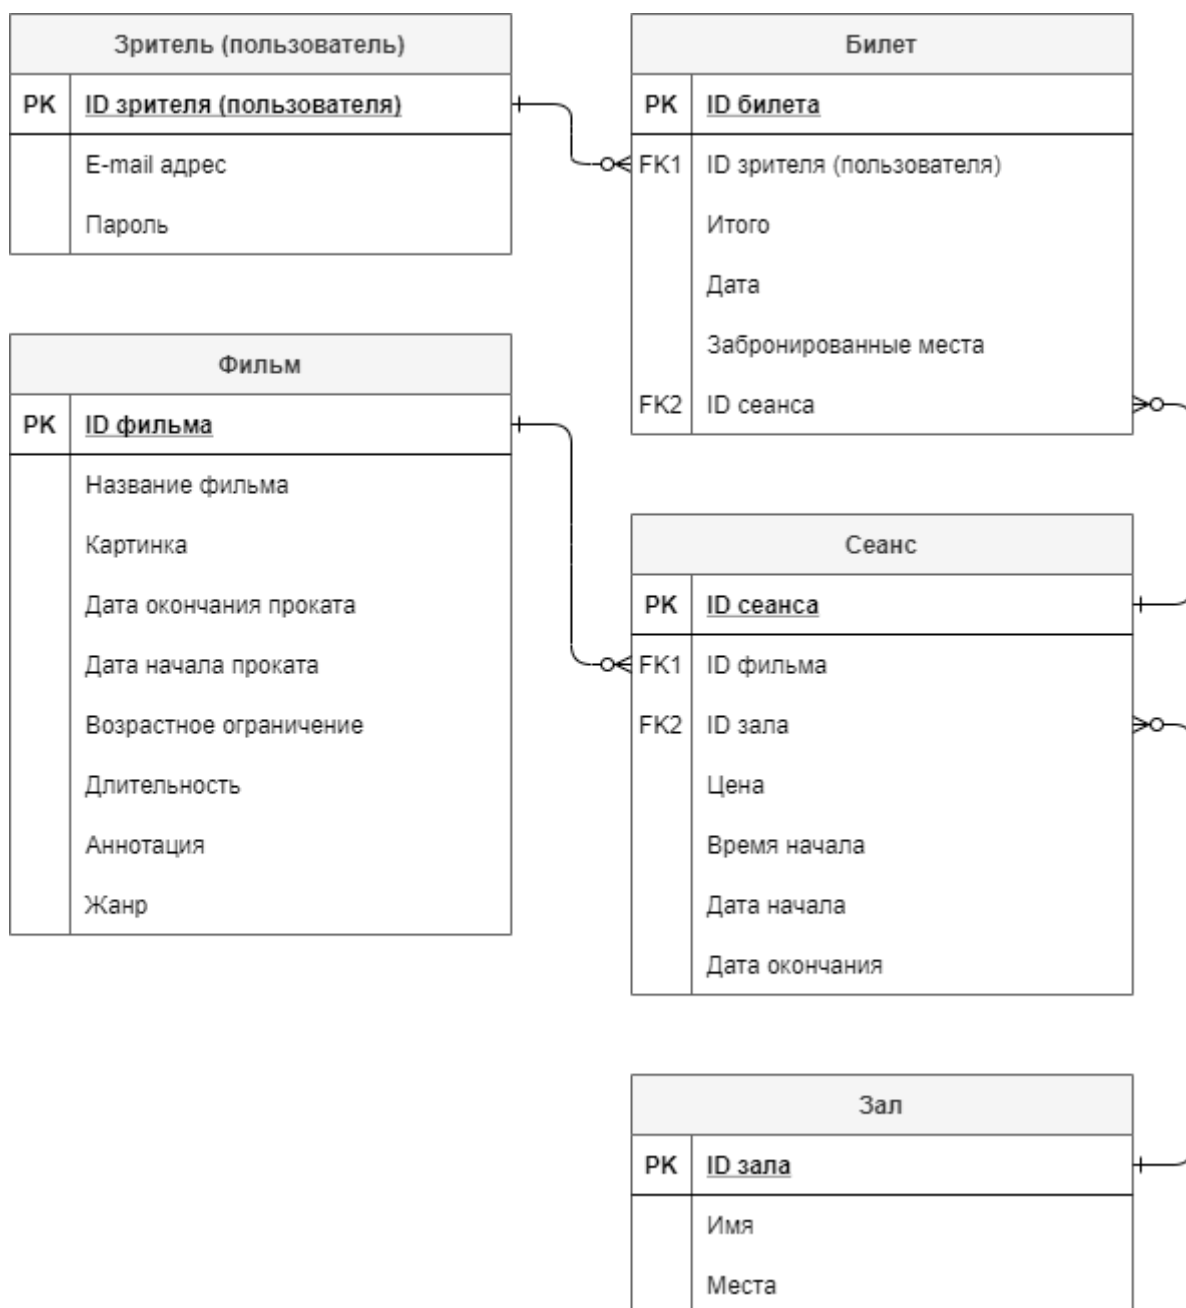 Зритель (пользователь)
PK ID зрителя (пользователя)
E-mail адрес
Пароль
Билет
PK ID билета
FK1 ID зрителя (пользователя)
Итого
Дата
Забронированные места
FK2 ID сеанса
Фильм
PK ID фильма
Название фильма
Картинка
Дата окончания проката
Дата начала проката
Возрастное ограничение
Длительность
Аннотация
Жанр
Сеанс
PK ID сеанса
FK1 ID фильма
FK2 ID зала
Цена
Время начала
Дата начала
Дата окончания
Зал
PK ID зала
Имя
Места